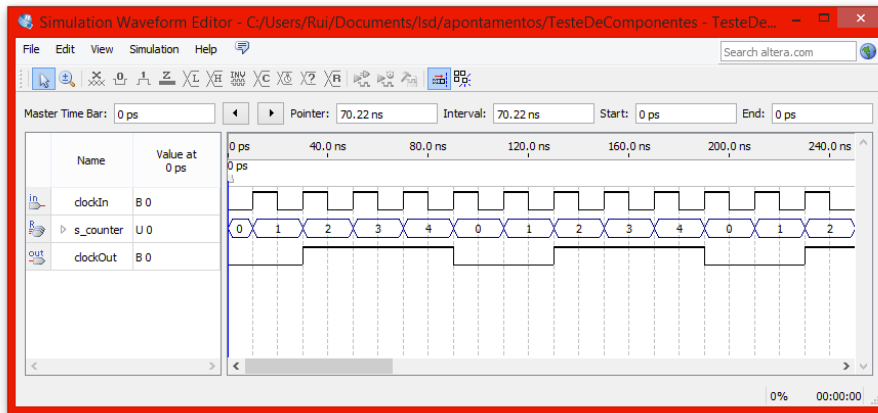 Simulation Waveform Editor - C:/Users/Rui/Documents/lsd/apontamentos/TesteDeComponentes - TesteDe...
File Edit View Simulation Help
Search altera.com
Master Time Bar: 0 ps Pointer: 70.22 ns Interval: 70.22 ns Start: 0 ps End: 0 ps
Name Value at 0 ps
0 ps 40.0 ns 80.0 ns 120.0 ns 160.0 ns 200.0 ns 240.0 ns
0 ps
in clockIn B 0
R s_counter U 0 0 1 2 3 4 0 1 2 3 4 0 1 2
out clockOut B 0
0% 00:00:00